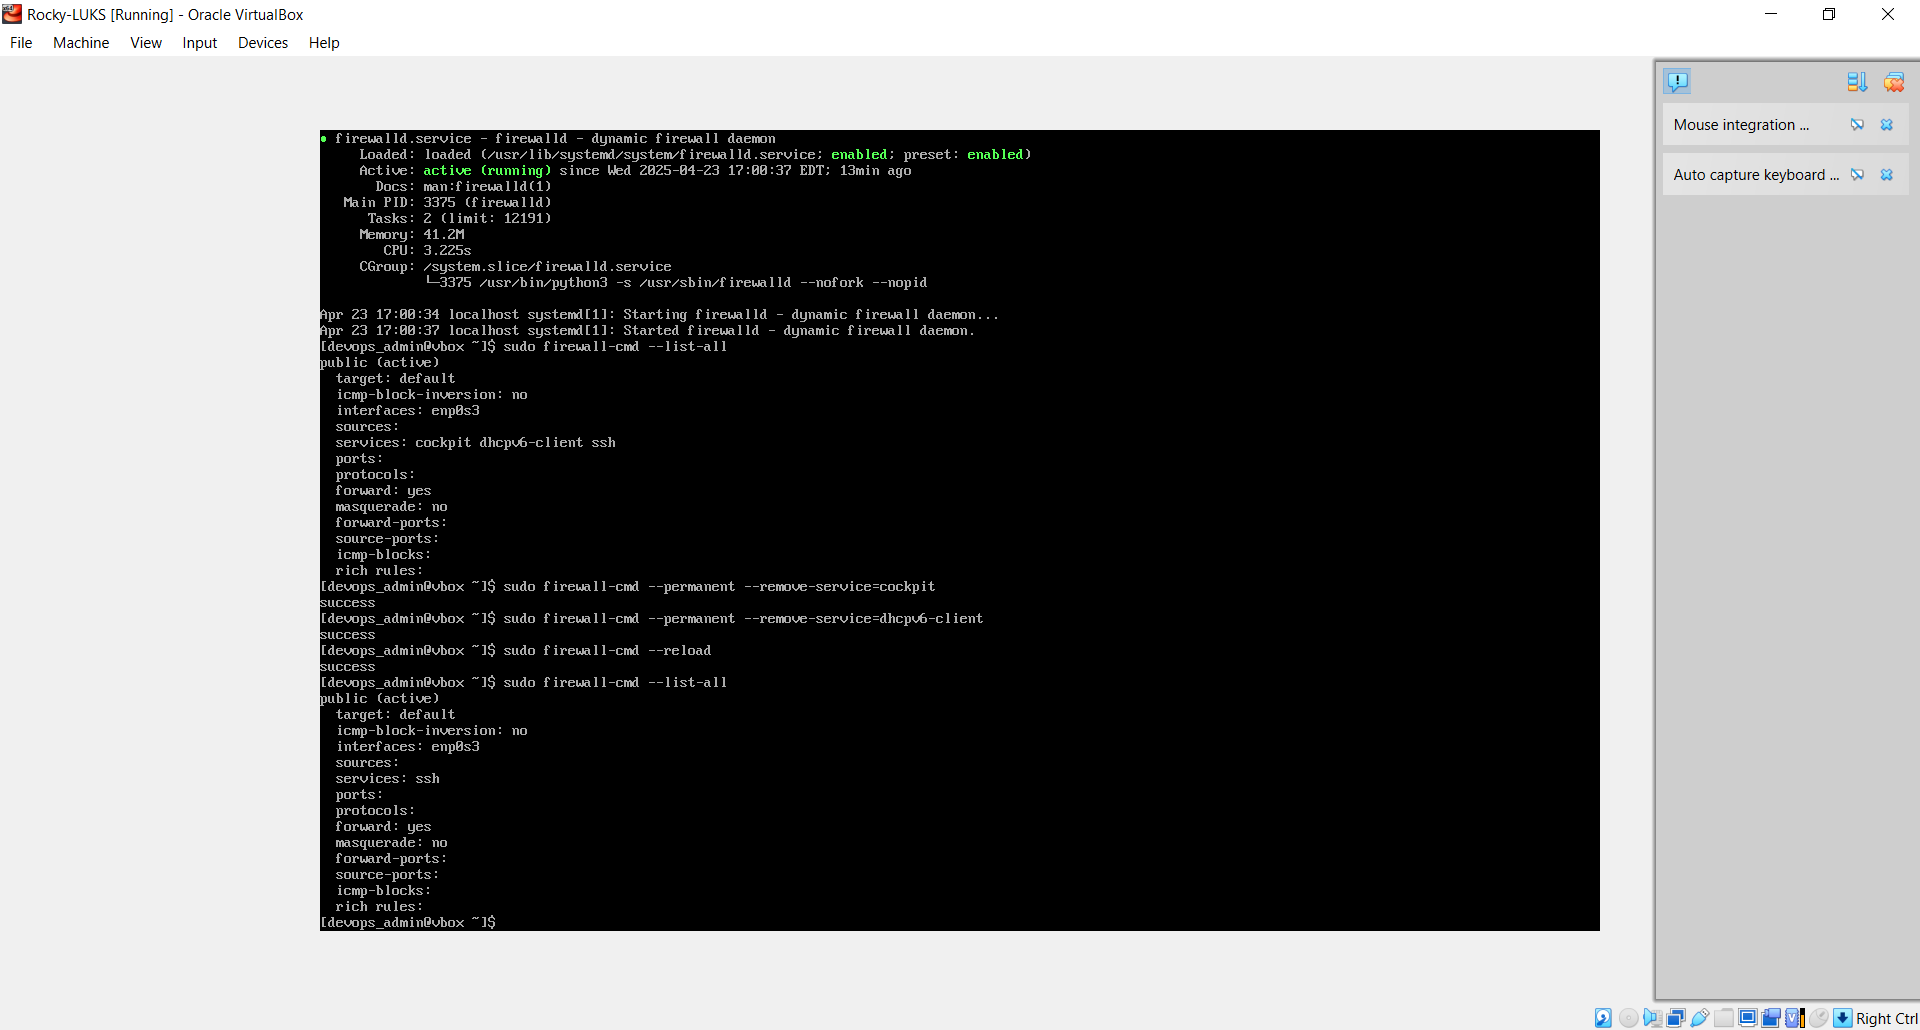 Rocky-LUKS [Running] - Oracle VirtualBox
File Machine View Input Devices Help
● firewalld.service - firewalld - dynamic firewall daemon
Loaded: loaded (/usr/lib/systemd/system/firewalld.service; enabled; preset: enabled)
Active: active (running) since Wed 2025-04-23 17:00:37 EDT; 13min ago
Docs: man:firewalld(1)
Main PID: 3375 (firewalld)
Tasks: 2 (limit: 12191)
Memory: 41.2M
CPU: 3.225s
CGroup: /system.slice/firewalld.service
└─3375 /usr/bin/python3 -s /usr/sbin/firewalld --nofork --nopid
Apr 23 17:00:34 localhost systemd[1]: Starting firewalld - dynamic firewall daemon...
Apr 23 17:00:37 localhost systemd[1]: Started firewalld - dynamic firewall daemon.
[devops_admin@vbox ~]$ sudo firewall-cmd --list-all
public (active)
target: default
icmp-block-inversion: no
interfaces: enp0s3
sources:
services: cockpit dhcpv6-client ssh
ports:
protocols:
forward: yes
masquerade: no
forward-ports:
source-ports:
icmp-blocks:
rich rules:
[devops_admin@vbox ~]$ sudo firewall-cmd --permanent --remove-service=cockpit
success
[devops_admin@vbox ~]$ sudo firewall-cmd --permanent --remove-service=dhcpv6-client
success
[devops_admin@vbox ~]$ sudo firewall-cmd --reload
success
[devops_admin@vbox ~]$ sudo firewall-cmd --list-all
public (active)
target: default
icmp-block-inversion: no
interfaces: enp0s3
sources:
services: ssh
ports:
protocols:
forward: yes
masquerade: no
forward-ports:
source-ports:
icmp-blocks:
rich rules:
[devops_admin@vbox ~]$
Mouse integration ...
Auto capture keyboard ...
Right Ctrl